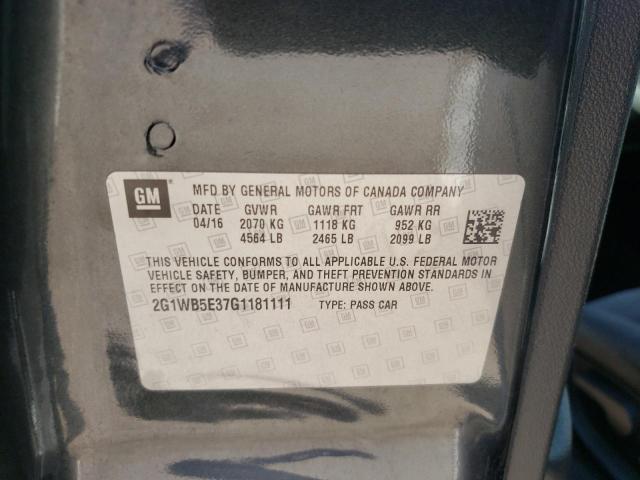 GM
MFD BY GENERAL MOTORS OF CANADA COMPANY
DATE GVWR GAWR FRT GAWR RR
04/16 2070 KG 1118 KG 952 KG
4564 LB 2465 LB 2099 LB
THIS VEHICLE CONFORMS TO ALL APPLICABLE U.S. FEDERAL MOTOR
VEHICLE SAFETY, BUMPER, AND THEFT PREVENTION STANDARDS IN
EFFECT ON THE DATE OF MANUFACTURE SHOWN ABOVE.
2G1WB5E37G1181111 TYPE: PASS CAR